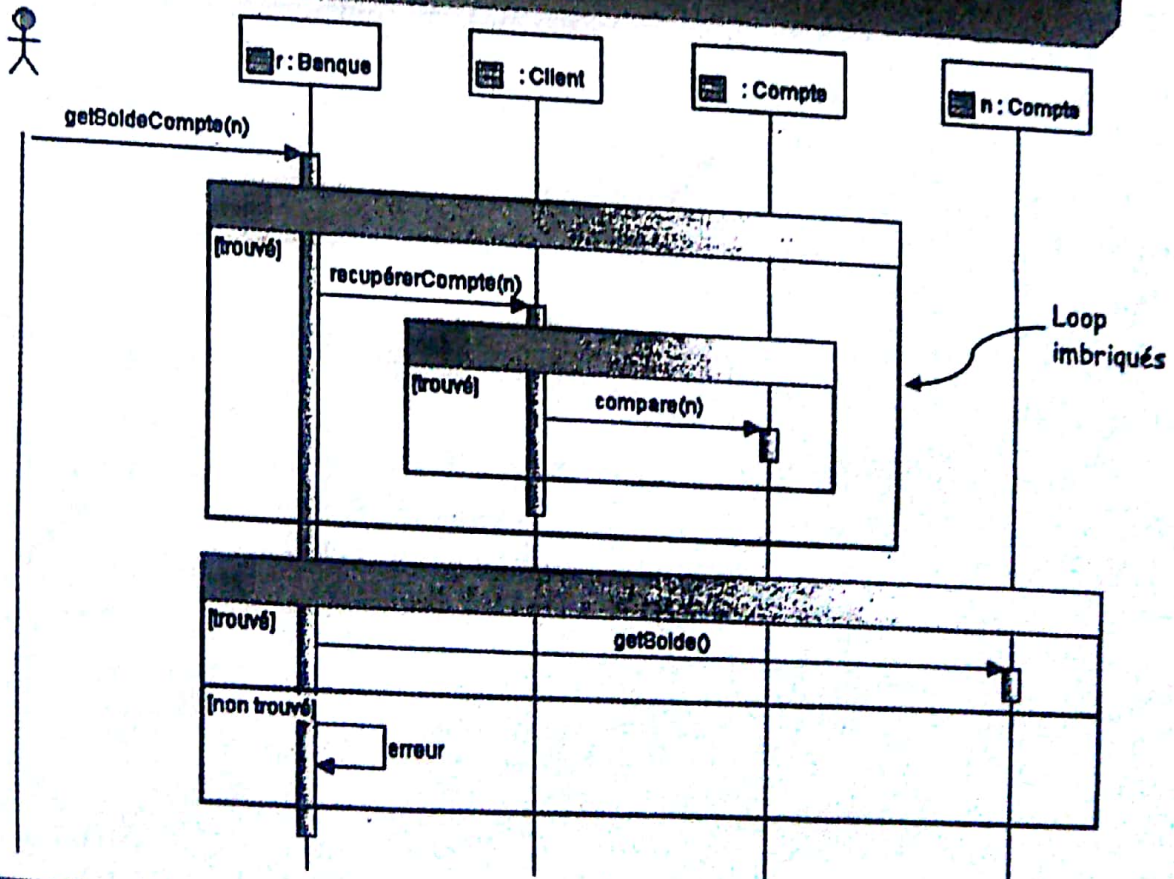 r : Banque
: Client
: Compte
n : Compte
getSoldeCompte(n)
[trouvé]
recupérerCompte(n)
Loop
imbriqués
[trouvé]
compare(n)
[trouvé]
getSolde()
[non trouvé]
erreur